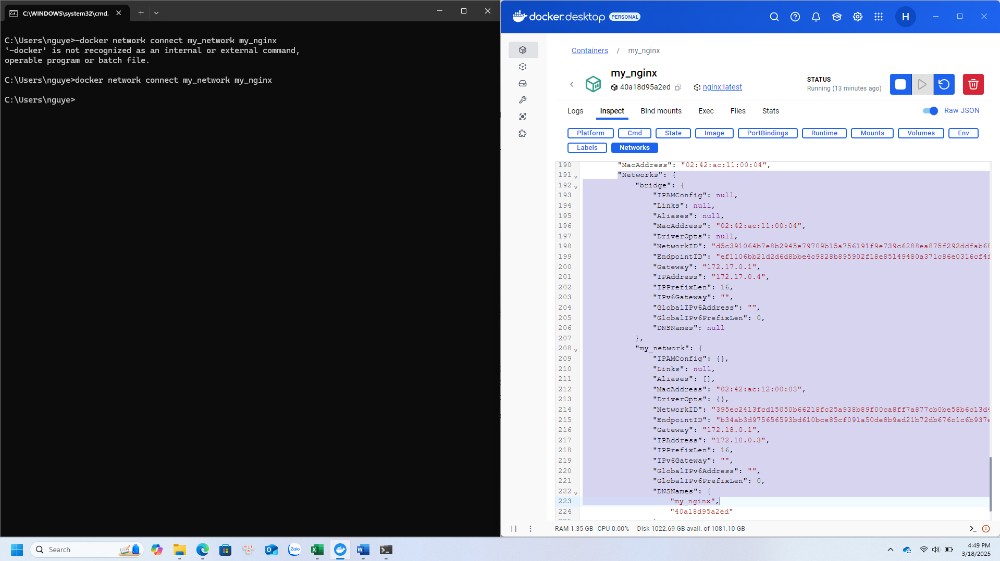 C:\WINDOWS\system32\cmd.
C:\Users\nguye>-docker network connect my_network my_nginx
'-docker' is not recognized as an internal or external command,
operable program or batch file.
C:\Users\nguye>docker network connect my_network my_nginx
C:\Users\nguye>
docker.desktop PERSONAL
H
Containers / my_nginx
my_nginx
40a18d95a2ed nginx:latest
STATUS
Running (13 minutes ago)
Logs Inspect Bind mounts Exec Files Stats Raw JSON
Platform Cmd State Image PortBindings Runtime Mounts Volumes Env
Labels Networks
190 "MacAddress": "02:42:ac:11:00:04",
191 "Networks": {
192 "bridge": {
193 "IPAMConfig": null,
194 "Links": null,
195 "Aliases": null,
196 "MacAddress": "02:42:ac:11:00:04",
197 "DriverOpts": null,
198 "NetworkID": "d5c391064b7e8b2945e79709b15a756191f9e739c6288ea875f292ddfab68
199 "EndpointID": "ef1106bb21d2d6d8bbe4c9828b895902f18e85149480a371c86e0316cf4f
200 "Gateway": "172.17.0.1",
201 "IPAddress": "172.17.0.4",
202 "IPPrefixLen": 16,
203 "IPv6Gateway": "",
204 "GlobalIPv6Address": "",
205 "GlobalIPv6PrefixLen": 0,
206 "DNSNames": null
207 },
208 "my_network": {
209 "IPAMConfig": {},
210 "Links": null,
211 "Aliases": [],
212 "MacAddress": "02:42:ac:12:00:03",
213 "DriverOpts": {},
214 "NetworkID": "395ec2413fcd15050b66218fc25a938b89f00ca8ff7a877cb0be58b6c13d4
215 "EndpointID": "b34ab3d975656593bd610bce85cf091a50de8b9ad21b72db676c1c6b937e
216 "Gateway": "172.18.0.1",
217 "IPAddress": "172.18.0.3",
218 "IPPrefixLen": 16,
219 "IPv6Gateway": "",
220 "GlobalIPv6Address": "",
221 "GlobalIPv6PrefixLen": 0,
222 "DNSNames": [
223 "my_nginx",
224 "40a18d95a2ed"
RAM 1.35 GB CPU 0.00% Disk 1022.69 GB avail. of 1081.10 GB
Search
Zalo
4:49 PM
3/18/2025